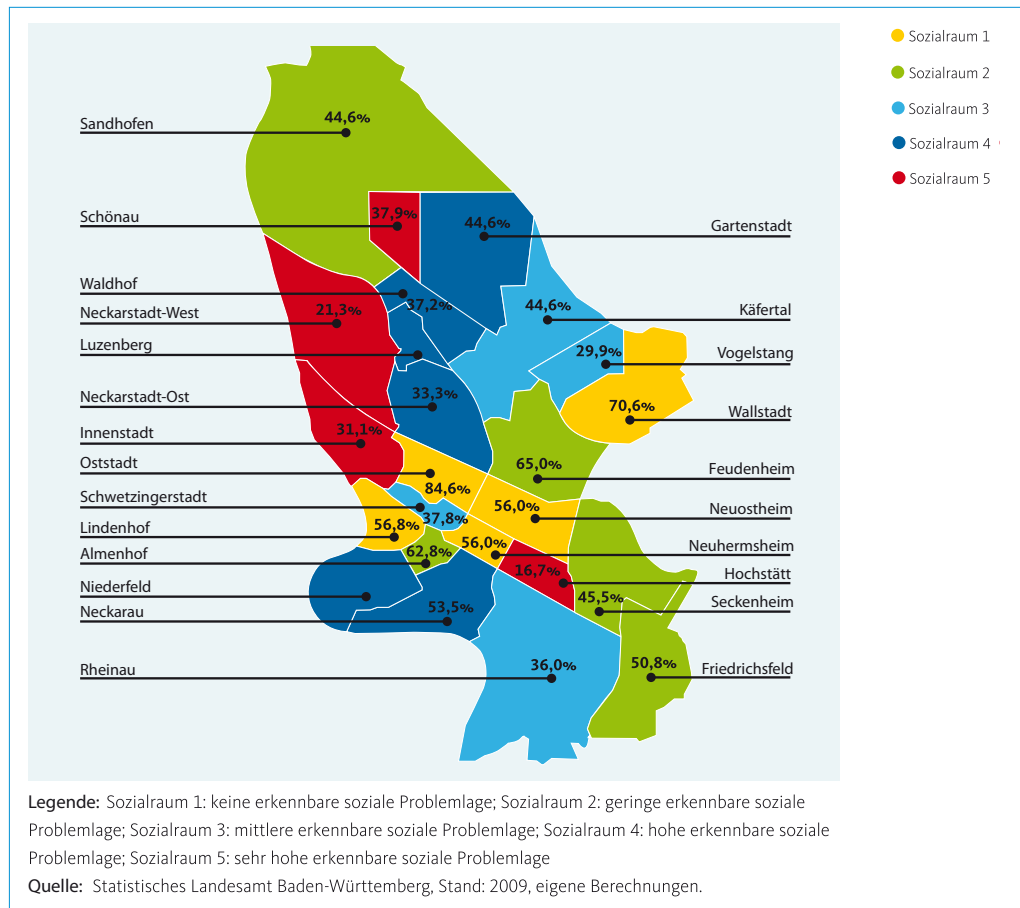 Sozialraum 1
Sozialraum 2
Sozialraum 3
Sozialraum 4
Sozialraum 5
Sandhofen
44,6%
Schönau
37,9%
44,6%
Gartenstadt
Waldhof
37,2%
Neckarstadt-West
21,3%
44,6%
Käfertal
Luzenberg
29,9%
Vogelstang
Neckarstadt-Ost
33,3%
70,6%
Wallstadt
Innenstadt
31,1%
Oststadt
84,6%
65,0%
Feudenheim
Schwetzingerstadt
37,8%
56,0%
Neuostheim
Lindenhof
56,8%
56,0%
Neuhermsheim
Almenhof
62,8%
16,7%
Hochstätt
Niederfeld
45,5%
Seckenheim
Neckarau
53,5%
Rheinau
36,0%
50,8%
Friedrichsfeld
Legende: Sozialraum 1: keine erkennbare soziale Problemlage; Sozialraum 2: geringe erkennbare soziale
Problemlage; Sozialraum 3: mittlere erkennbare soziale Problemlage; Sozialraum 4: hohe erkennbare soziale
Problemlage; Sozialraum 5: sehr hohe erkennbare soziale Problemlage
Quelle: Statistisches Landesamt Baden-Württemberg, Stand: 2009, eigene Berechnungen.